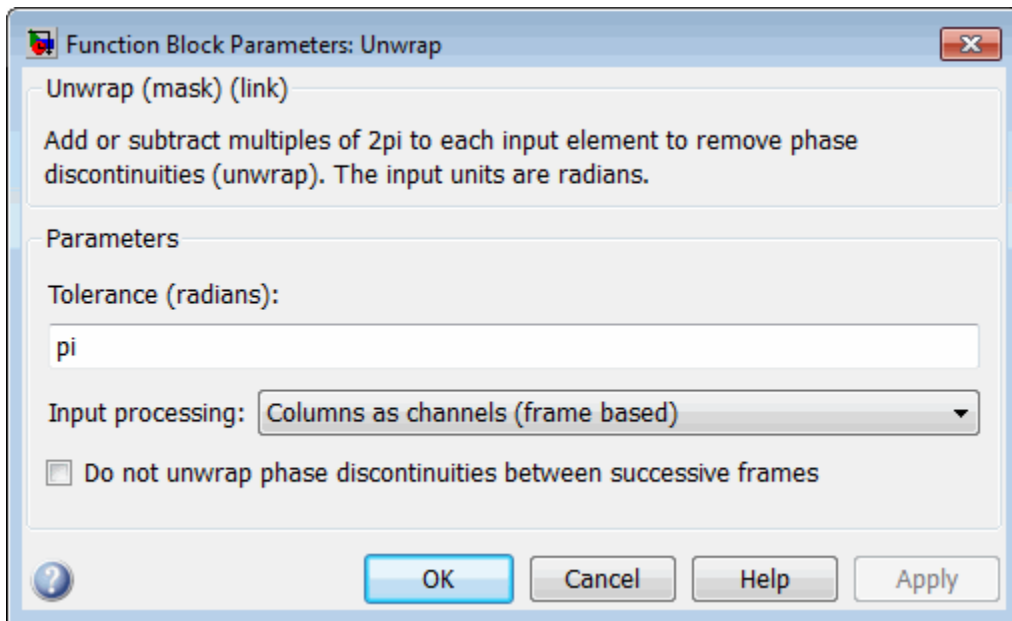 Function Block Parameters: Unwrap
Unwrap (mask) (link)
Add or subtract multiples of 2pi to each input element to remove phase
discontinuities (unwrap). The input units are radians.
Parameters
Tolerance (radians):
pi
Input processing: Columns as channels (frame based)
Do not unwrap phase discontinuities between successive frames
OK Cancel Help Apply